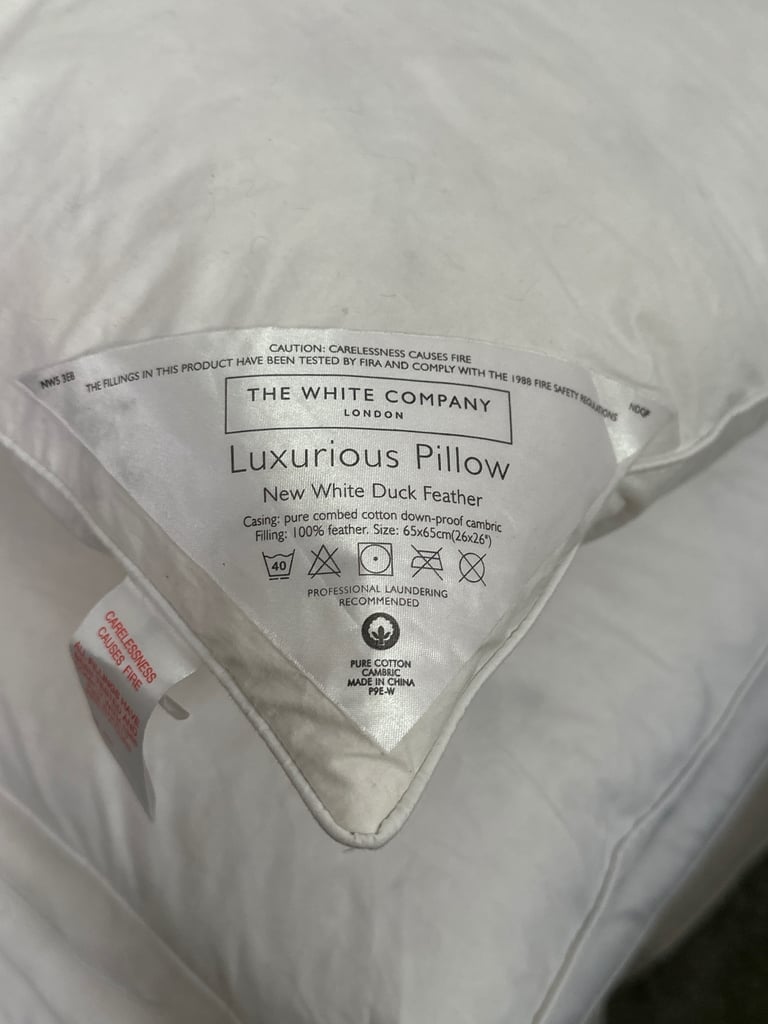 CAUTION: CARELESSNESS CAUSES FIRE
NW5 3EB THE FILLINGS IN THIS PRODUCT HAVE BEEN TESTED BY FIRA AND COMPLY WITH THE 1988 FIRE SAFETY REGULATIONS
THE WHITE COMPANY
LONDON
Luxurious Pillow
New White Duck Feather
Casing: pure combed cotton down-proof cambric
Filling: 100% feather. Size: 65x65cm(26x26")
40
PROFESSIONAL LAUNDERING
RECOMMENDED
PURE COTTON
CAMBRIC
MADE IN CHINA
P9E-W
CARELESSNESS
CAUSES FIRE